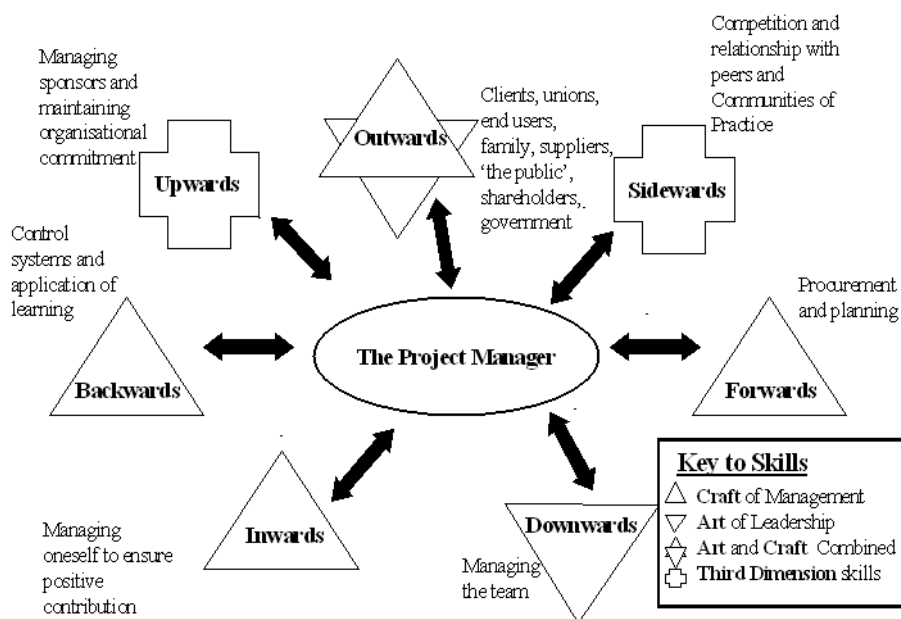 Managing
sponsors and
maintaining
organisational
commitment
Upwards
Outwards
Clients, unions,
end users,
family, suppliers,
‘the public’,
shareholders,
government
Competition and
relationship with
peers and
Communities of
Practice
Sidewards
Control
systems and
application of
learning
Backwards
The Project Manager
Procurement
and planning
Forwards
Managing
oneself to ensure
positive
contribution
Inwards
Downwards
Managing
the team
Key to Skills
Craft of Management
Art of Leadership
Art and Craft Combined
Third Dimension skills